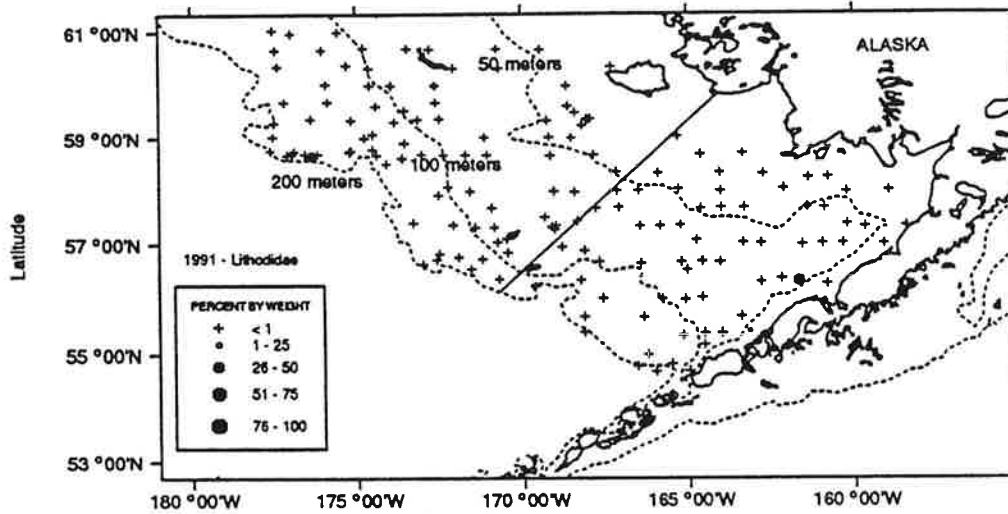 61 °00'N
ALASKA
50 meters
59 °00'N
100 meters
200 meters
Latitude
57 °00'N
1991 - Lithodidae
PERCENT BY WEIGHT
< 1
1 - 25
26 - 50
51 - 75
76 - 100
55 °00'N
53 °00'N
180 °00'W
175 °00'W
170 °00'W
165 °00'W
160 °00'W